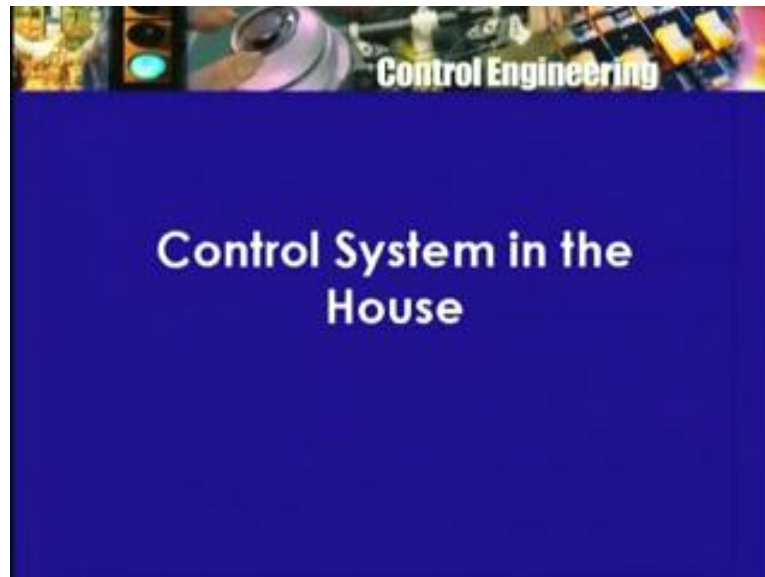 Control Engineering
Control System in the
House